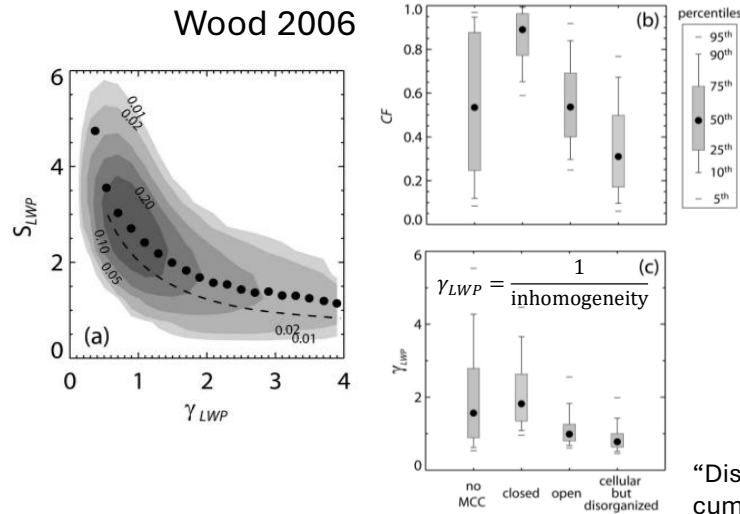 Wood 2006
6
4
2
0
S_LWP
0.01
0.02
0.20
0.10
0.05
0.02
0.01
(a)
0 1 2 3 4
γ_LWP
(b)
1.0
0.8
0.6
0.4
0.2
0.0
CF
percentiles
95th
90th
75th
50th
25th
10th
5th
(c)
γ_LWP = 1 / inhomogeneity
6
4
2
0
γ_LWP
no MCC
closed
open
cellular but disorganized
“Dis
cum